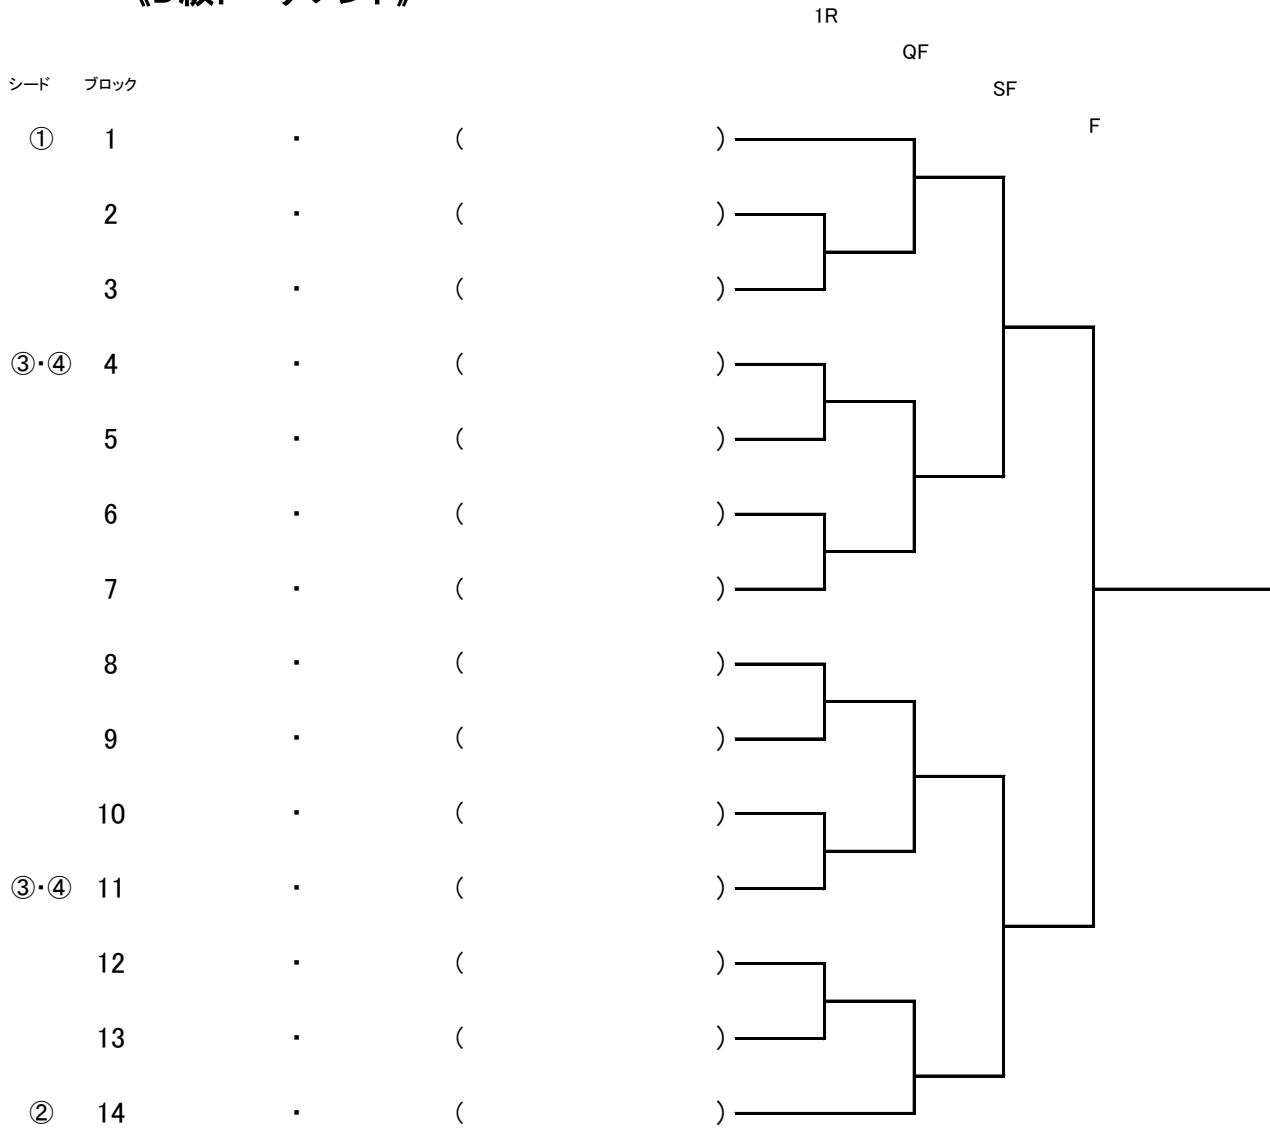 1R
QF
シード ブロック SF
F
① 1 ・ ( )
2 ・ ( )
3 ・ ( )
③・④ 4 ・ ( )
5 ・ ( )
6 ・ ( )
7 ・ ( )
8 ・ ( )
9 ・ ( )
10 ・ ( )
③・④ 11 ・ ( )
12 ・ ( )
13 ・ ( )
② 14 ・ ( )